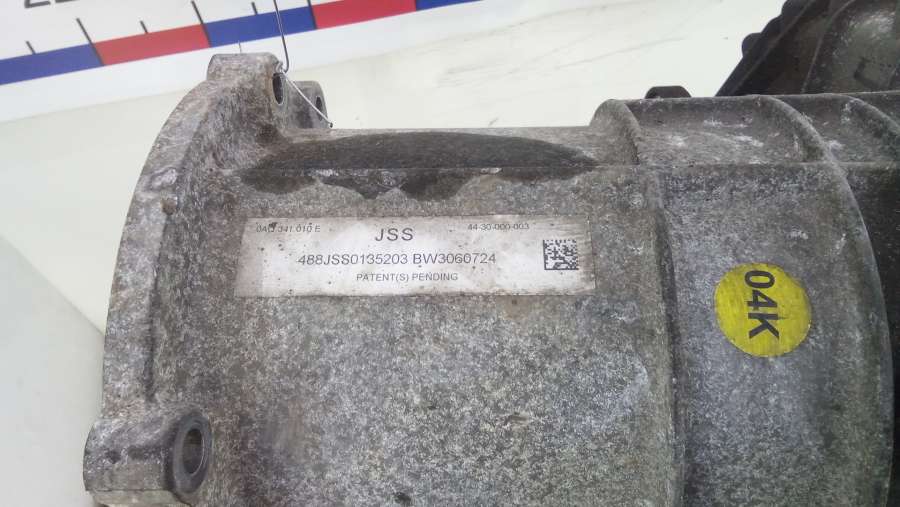 0AD 341 010 E
JSS
44-30-000-003
488JSS0135203 BW3060724
PATENT(S) PENDING
04K